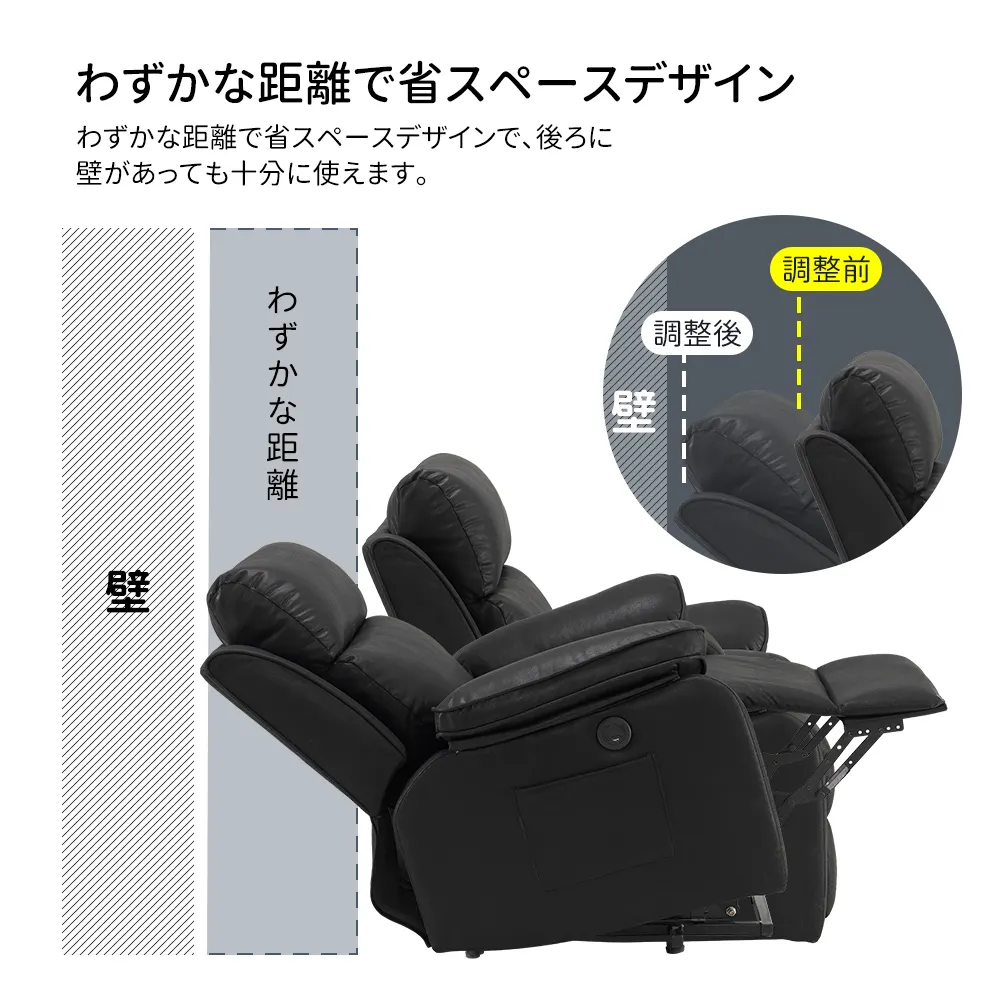 わずかな距離で省スペースデザイン
わずかな距離で省スペースデザインで、後ろに
壁があっても十分に使えます。
調整前
調整後
壁
わずかな距離
壁